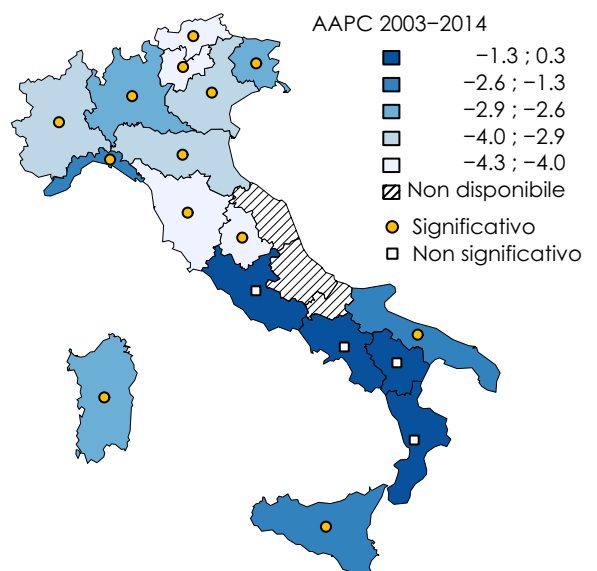 AAPC 2003−2014
−1.3 ; 0.3
−2.6 ; −1.3
−2.9 ; −2.6
−4.0 ; −2.9
−4.3 ; −4.0
Non disponibile
Significativo
Non significativo